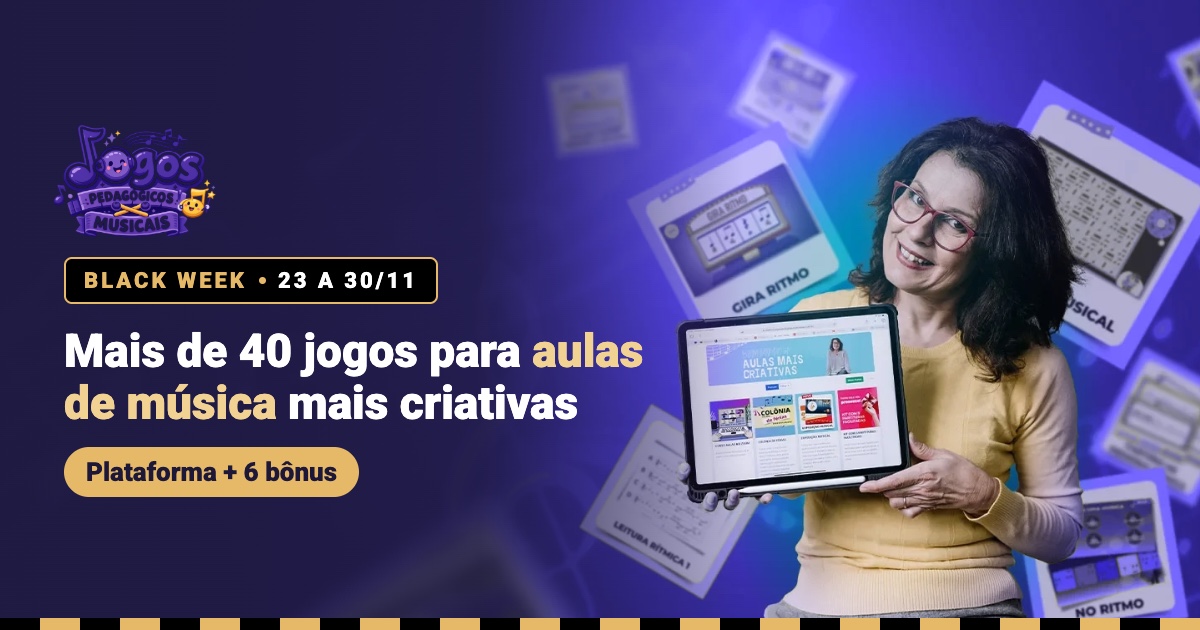 Jogos
PEDAGÓGICOS
MUSICAIS
BLACK WEEK • 23 A 30/11
Mais de 40 jogos para aulas
de música mais criativas
Plataforma + 6 bônus
GIRA RITMO
GIRA RITMO
AULAS MAIS
CRIATIVAS
COLÔNIA
LEITURA RÍTMICA 1
NO RITMO